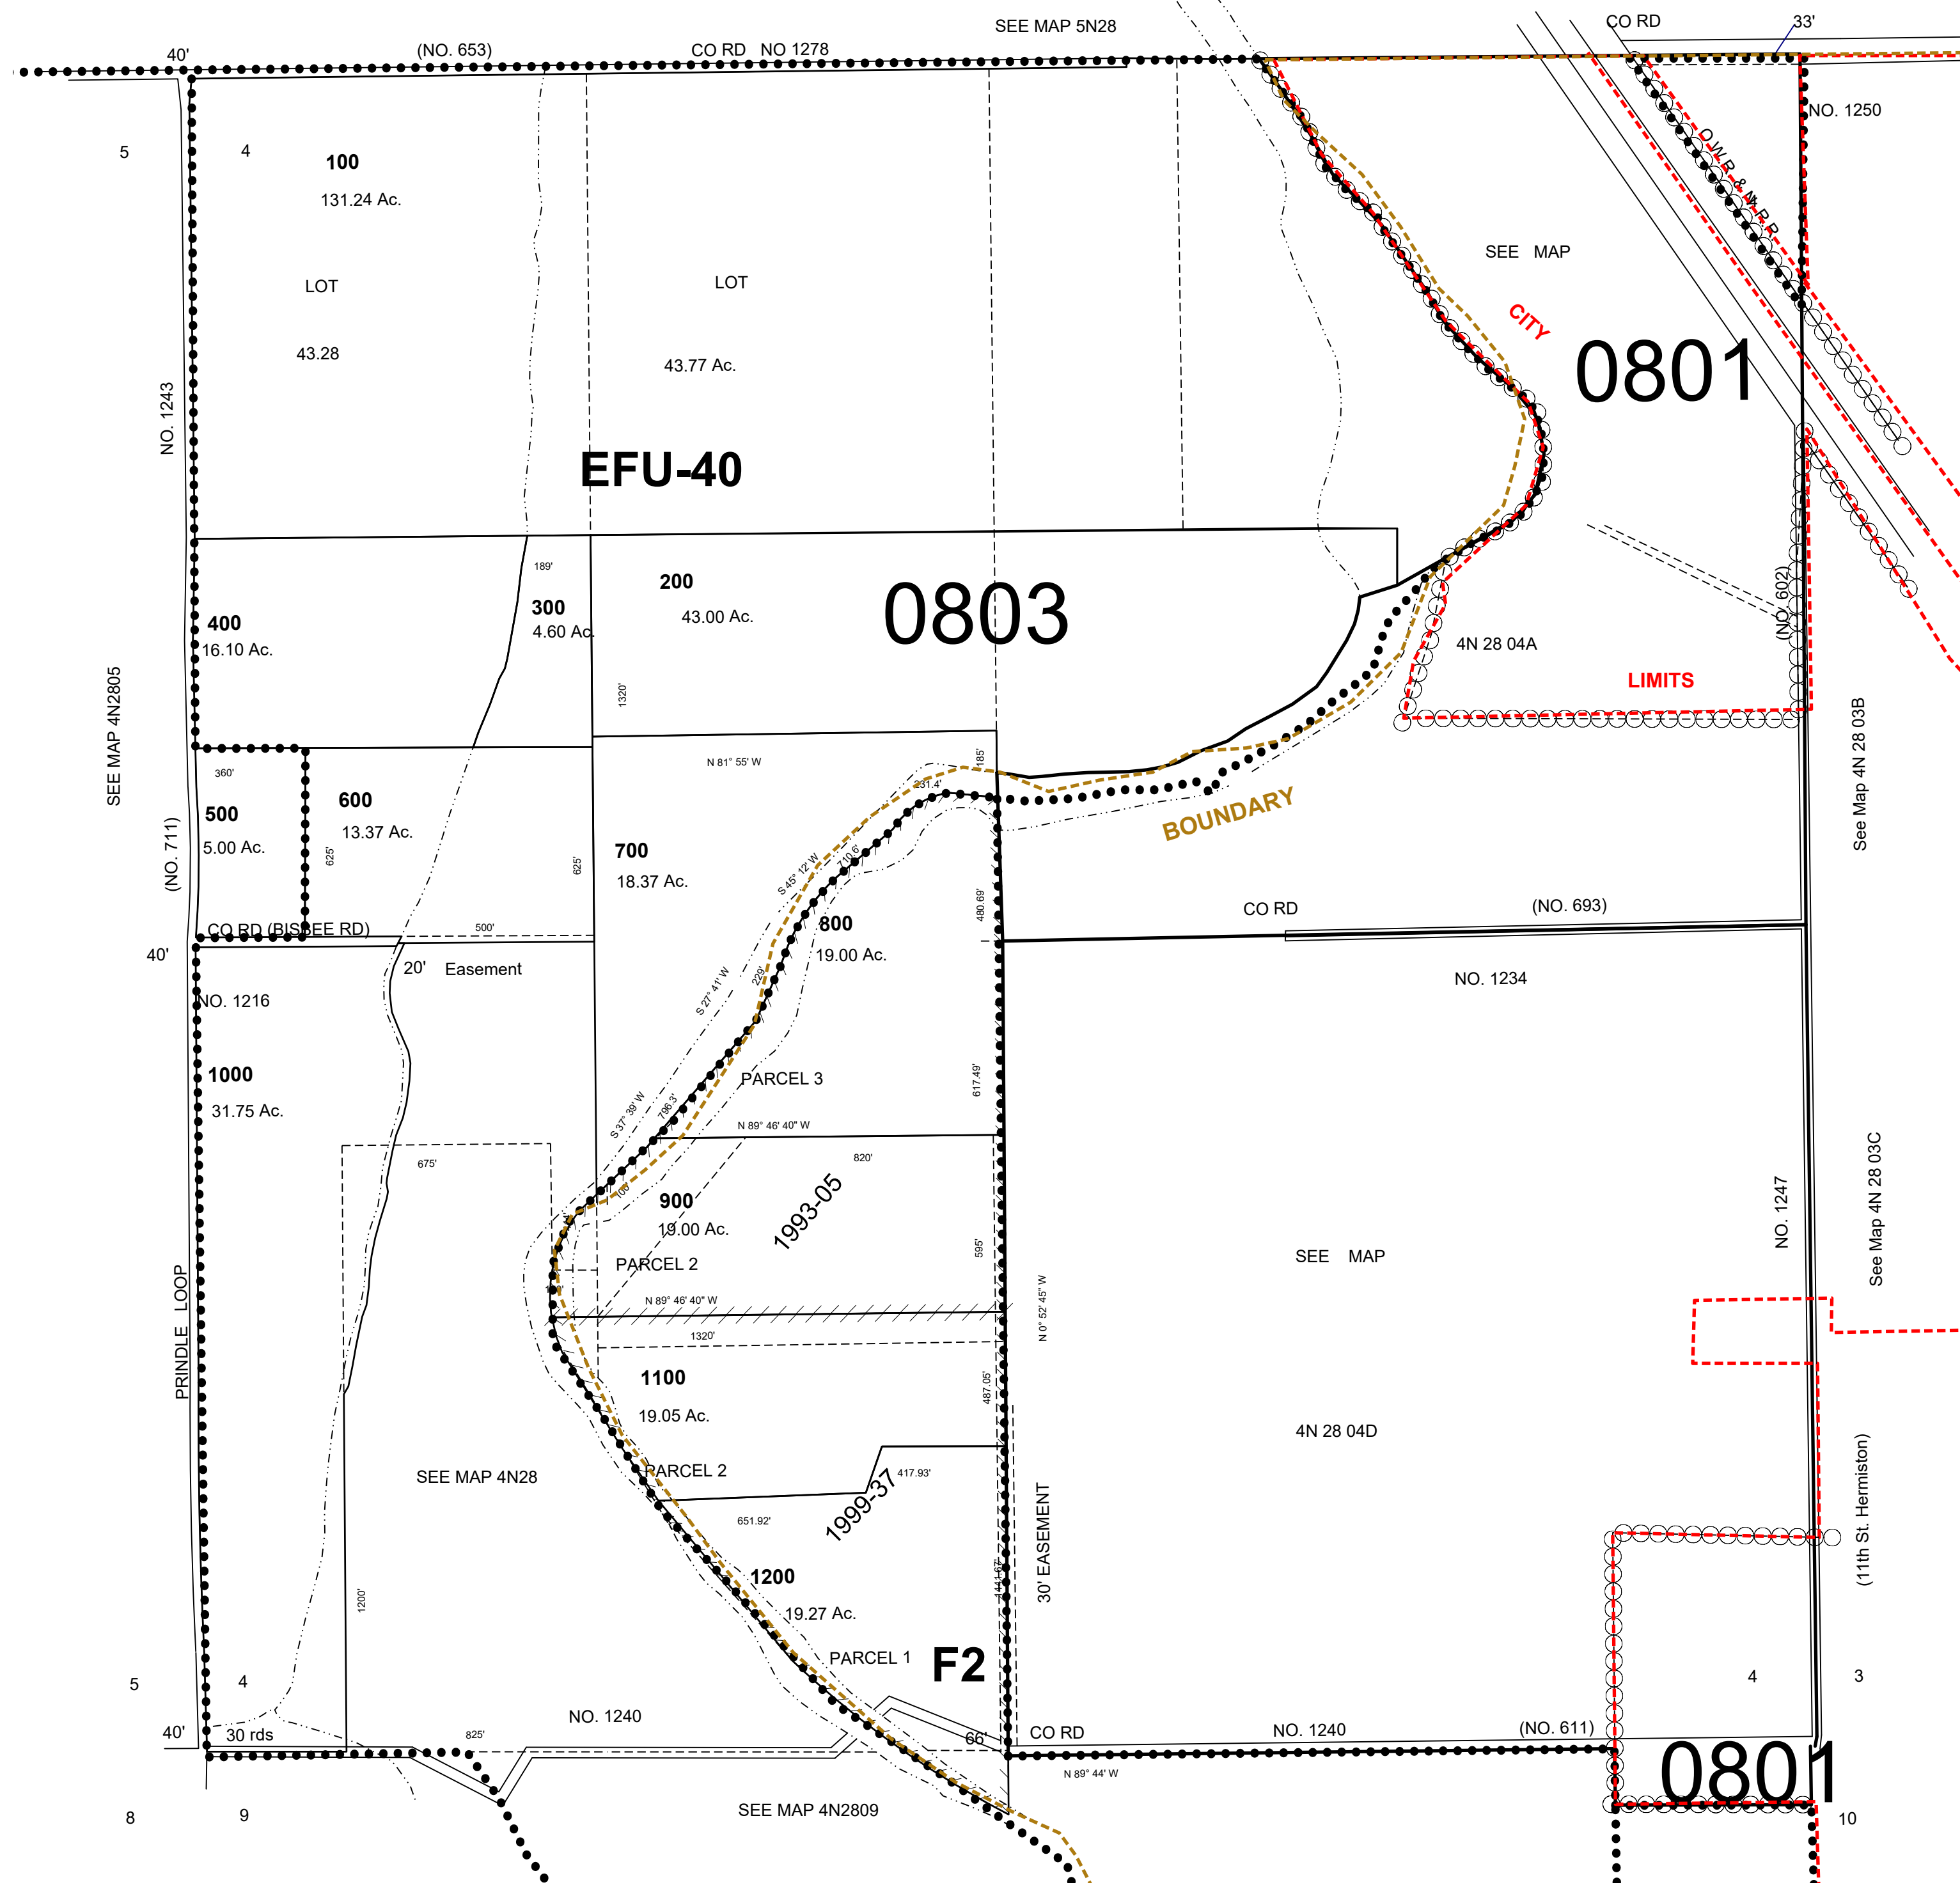 SEE MAP 5N28
CO RD
33'
40'
(NO. 653)
CO RD NO 1278
NO. 1250
5
4
100
131.24 Ac.
O W R & N R R
SEE MAP
LOT
LOT
CITY
43.28
43.77 Ac.
0801
NO. 1243
EFU-40
189'
200
43.00 Ac.
300
4.60 Ac.
0803
400
16.10 Ac.
(NO. 602)
4N 28 04A
LIMITS
1320'
SEE MAP 4N2805
See Map 4N 28 03B
N 81° 55' W
185'
360'
231.4'
500
5.00 Ac.
600
13.37 Ac.
BOUNDARY
625'
625'
700
18.37 Ac.
710.6'
S 45° 12' W
(NO. 711)
480.69'
800
19.00 Ac.
CO RD
(NO. 693)
CO RD (BISBEE RD)
500'
40'
20' Easement
229'
S 27° 41' W
NO. 1234
NO. 1216
1000
31.75 Ac.
PARCEL 3
617.49'
S 37° 39' W
796.3'
N 89° 46' 40" W
820'
675'
100'
900
19.00 Ac.
1993-05
PARCEL 2
595'
SEE MAP
NO. 1247
See Map 4N 28 03C
N 89° 46' 40" W
N 0° 52' 45" W
1320'
PRINDLE LOOP
1100
19.05 Ac.
487.05'
4N 28 04D
PARCEL 2
SEE MAP 4N28
417.93'
1999-37
651.92'
30' EASEMENT
(11th St. Hermiston)
1200
19.27 Ac.
1441.67'
1200'
PARCEL 1
F2
5
4
4
3
NO. 1240
40'
30 rds
825'
66'
CO RD
NO. 1240
(NO. 611)
N 89° 44' W
0801
SEE MAP 4N2809
8
9
10